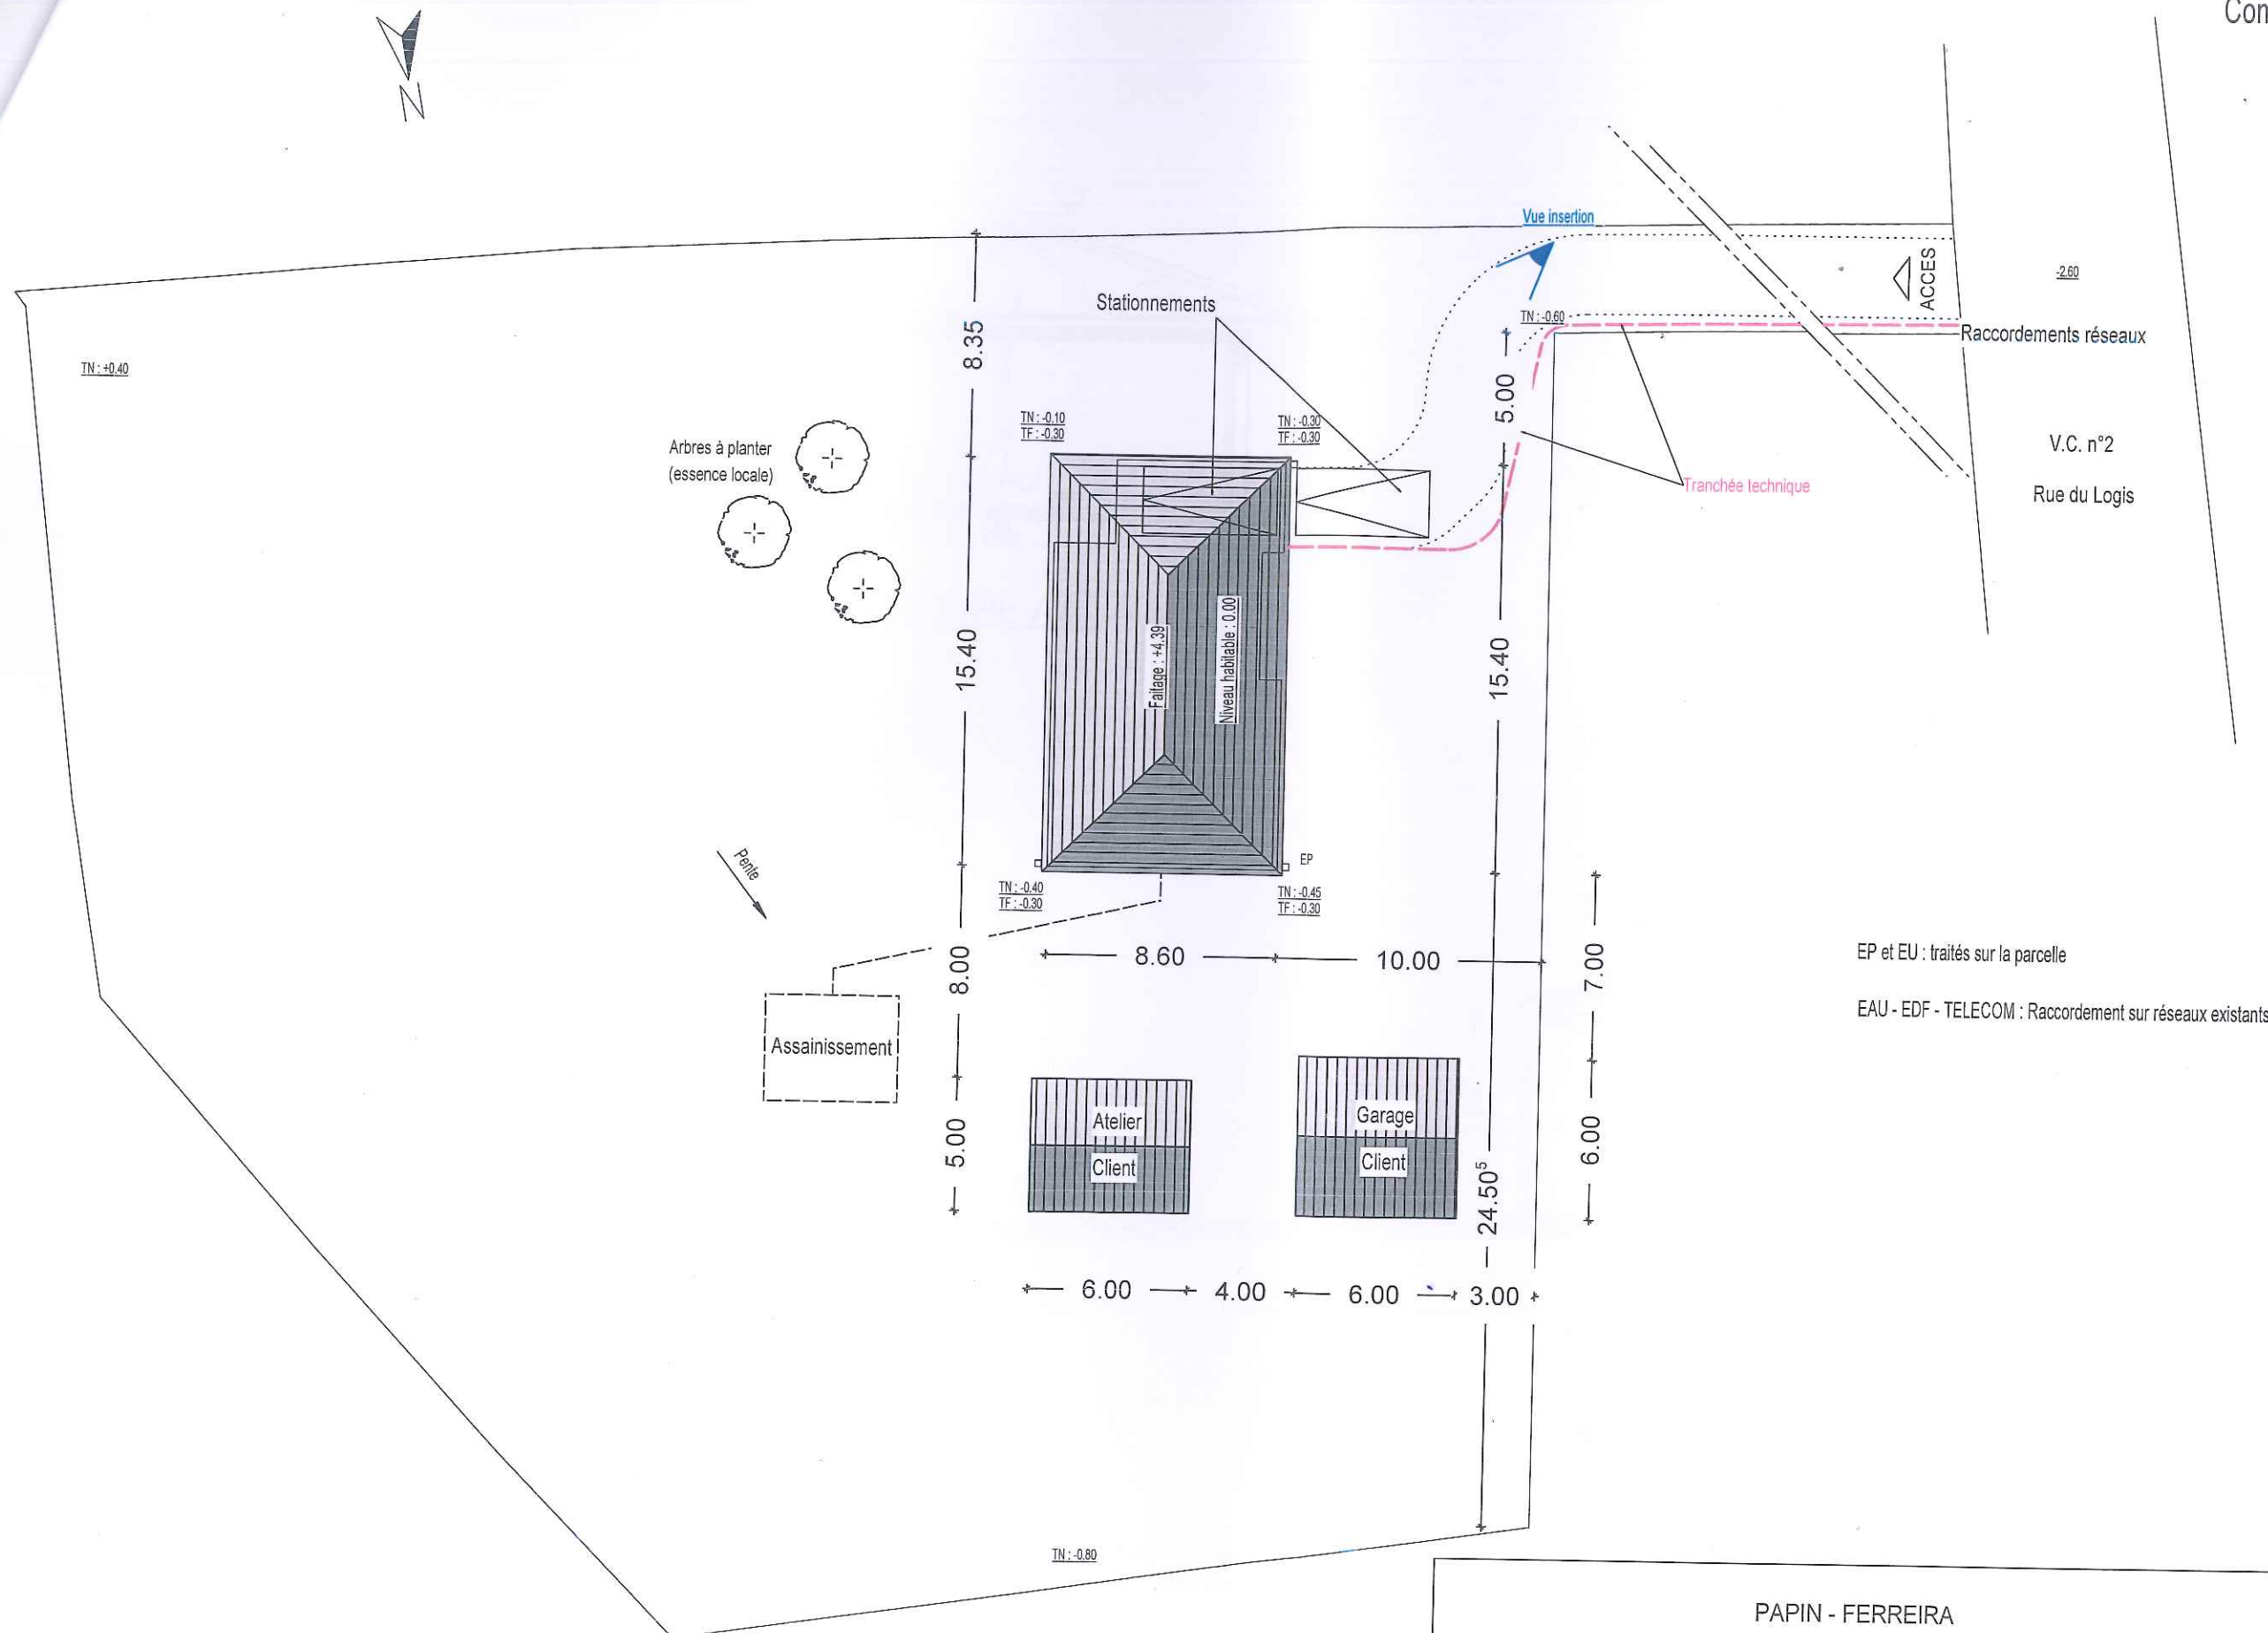 Con
N
Vue insertion
ACCES
-2.60
Stationnements
TN : -0.60
Raccordements réseaux
8.35
TN : +0.40
5.00
TN : -0.10
TF : -0.30
TN : -0.30
TF : -0.30
Arbres à planter
(essence locale)
V.C. n°2
Tranchée technique
Rue du Logis
15.40
Faîtage : +4.39
Niveau habitable : 0.00
15.40
Pente
EP
TN : -0.40
TF : -0.30
TN : -0.45
TF : -0.30
8.00
8.60
10.00
7.00
EP et EU : traités sur la parcelle
EAU - EDF - TELECOM : Raccordement sur réseaux existants
Assainissement
5.00
Atelier
Client
Garage
Client
6.00
24.50⁵
6.00
4.00
6.00
3.00
TN : -0.80
PAPIN - FERREIRA